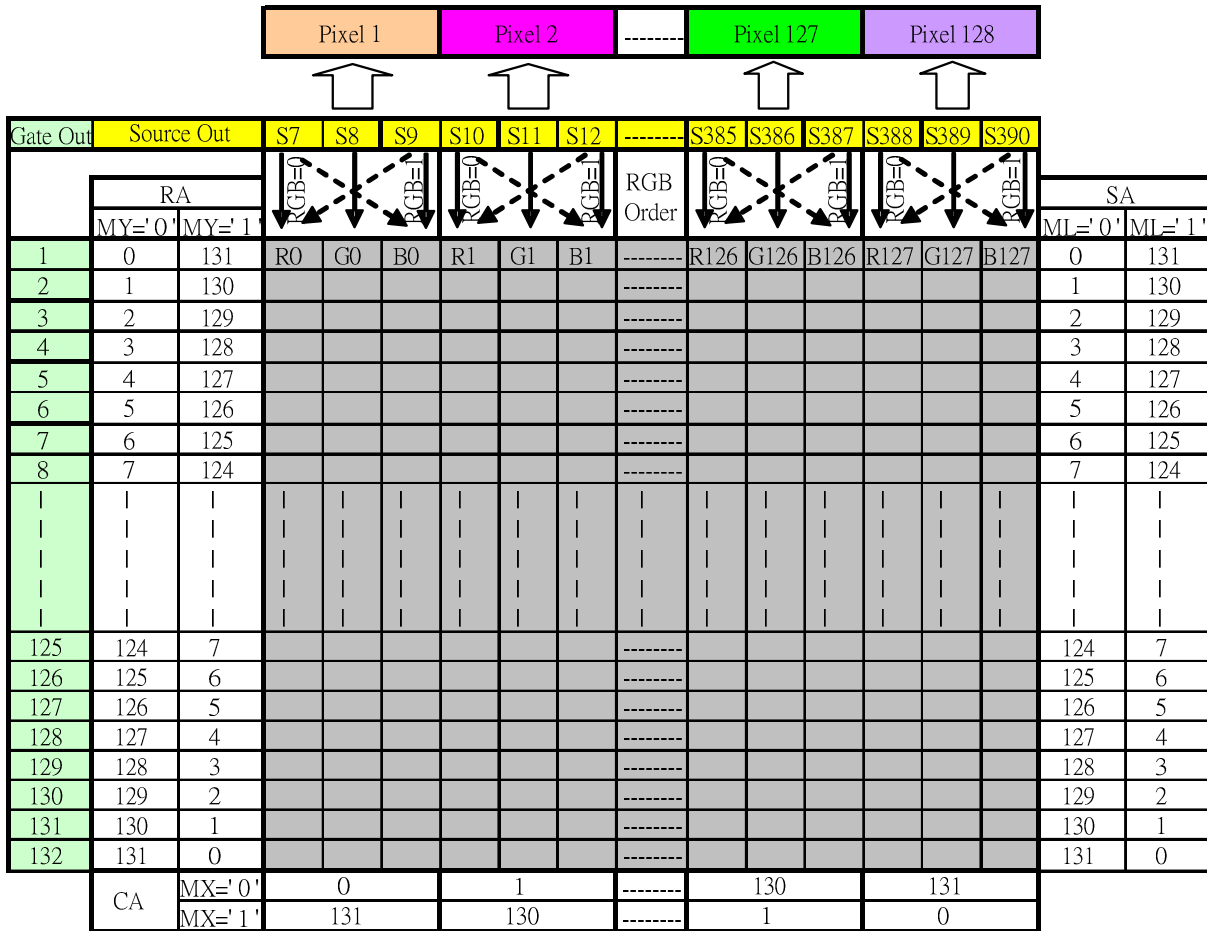 Pixel 1 Pixel 2 -------- Pixel 127 Pixel 128
Gate Out Source Out S7 S8 S9 S10 S11 S12 -------- S385 S386 S387 S388 S389 S390
RGB=0 RGB=1 RGB=0 RGB=1 RGB Order RGB=0 RGB=1 RGB=0 RGB=1
RA SA
MY='0' MY='1' ML='0' ML='1'
1 0 131 R0 G0 B0 R1 G1 B1 -------- R126 G126 B126 R127 G127 B127 0 131
2 1 130 -------- 1 130
3 2 129 -------- 2 129
4 3 128 -------- 3 128
5 4 127 -------- 4 127
6 5 126 -------- 5 126
7 6 125 -------- 6 125
8 7 124 -------- 7 124
125 124 7 -------- 124 7
126 125 6 -------- 125 6
127 126 5 -------- 126 5
128 127 4 -------- 127 4
129 128 3 -------- 128 3
130 129 2 -------- 129 2
131 130 1 -------- 130 1
132 131 0 -------- 131 0
CA
MX='0' 0 1 -------- 130 131
MX='1' 131 130 -------- 1 0